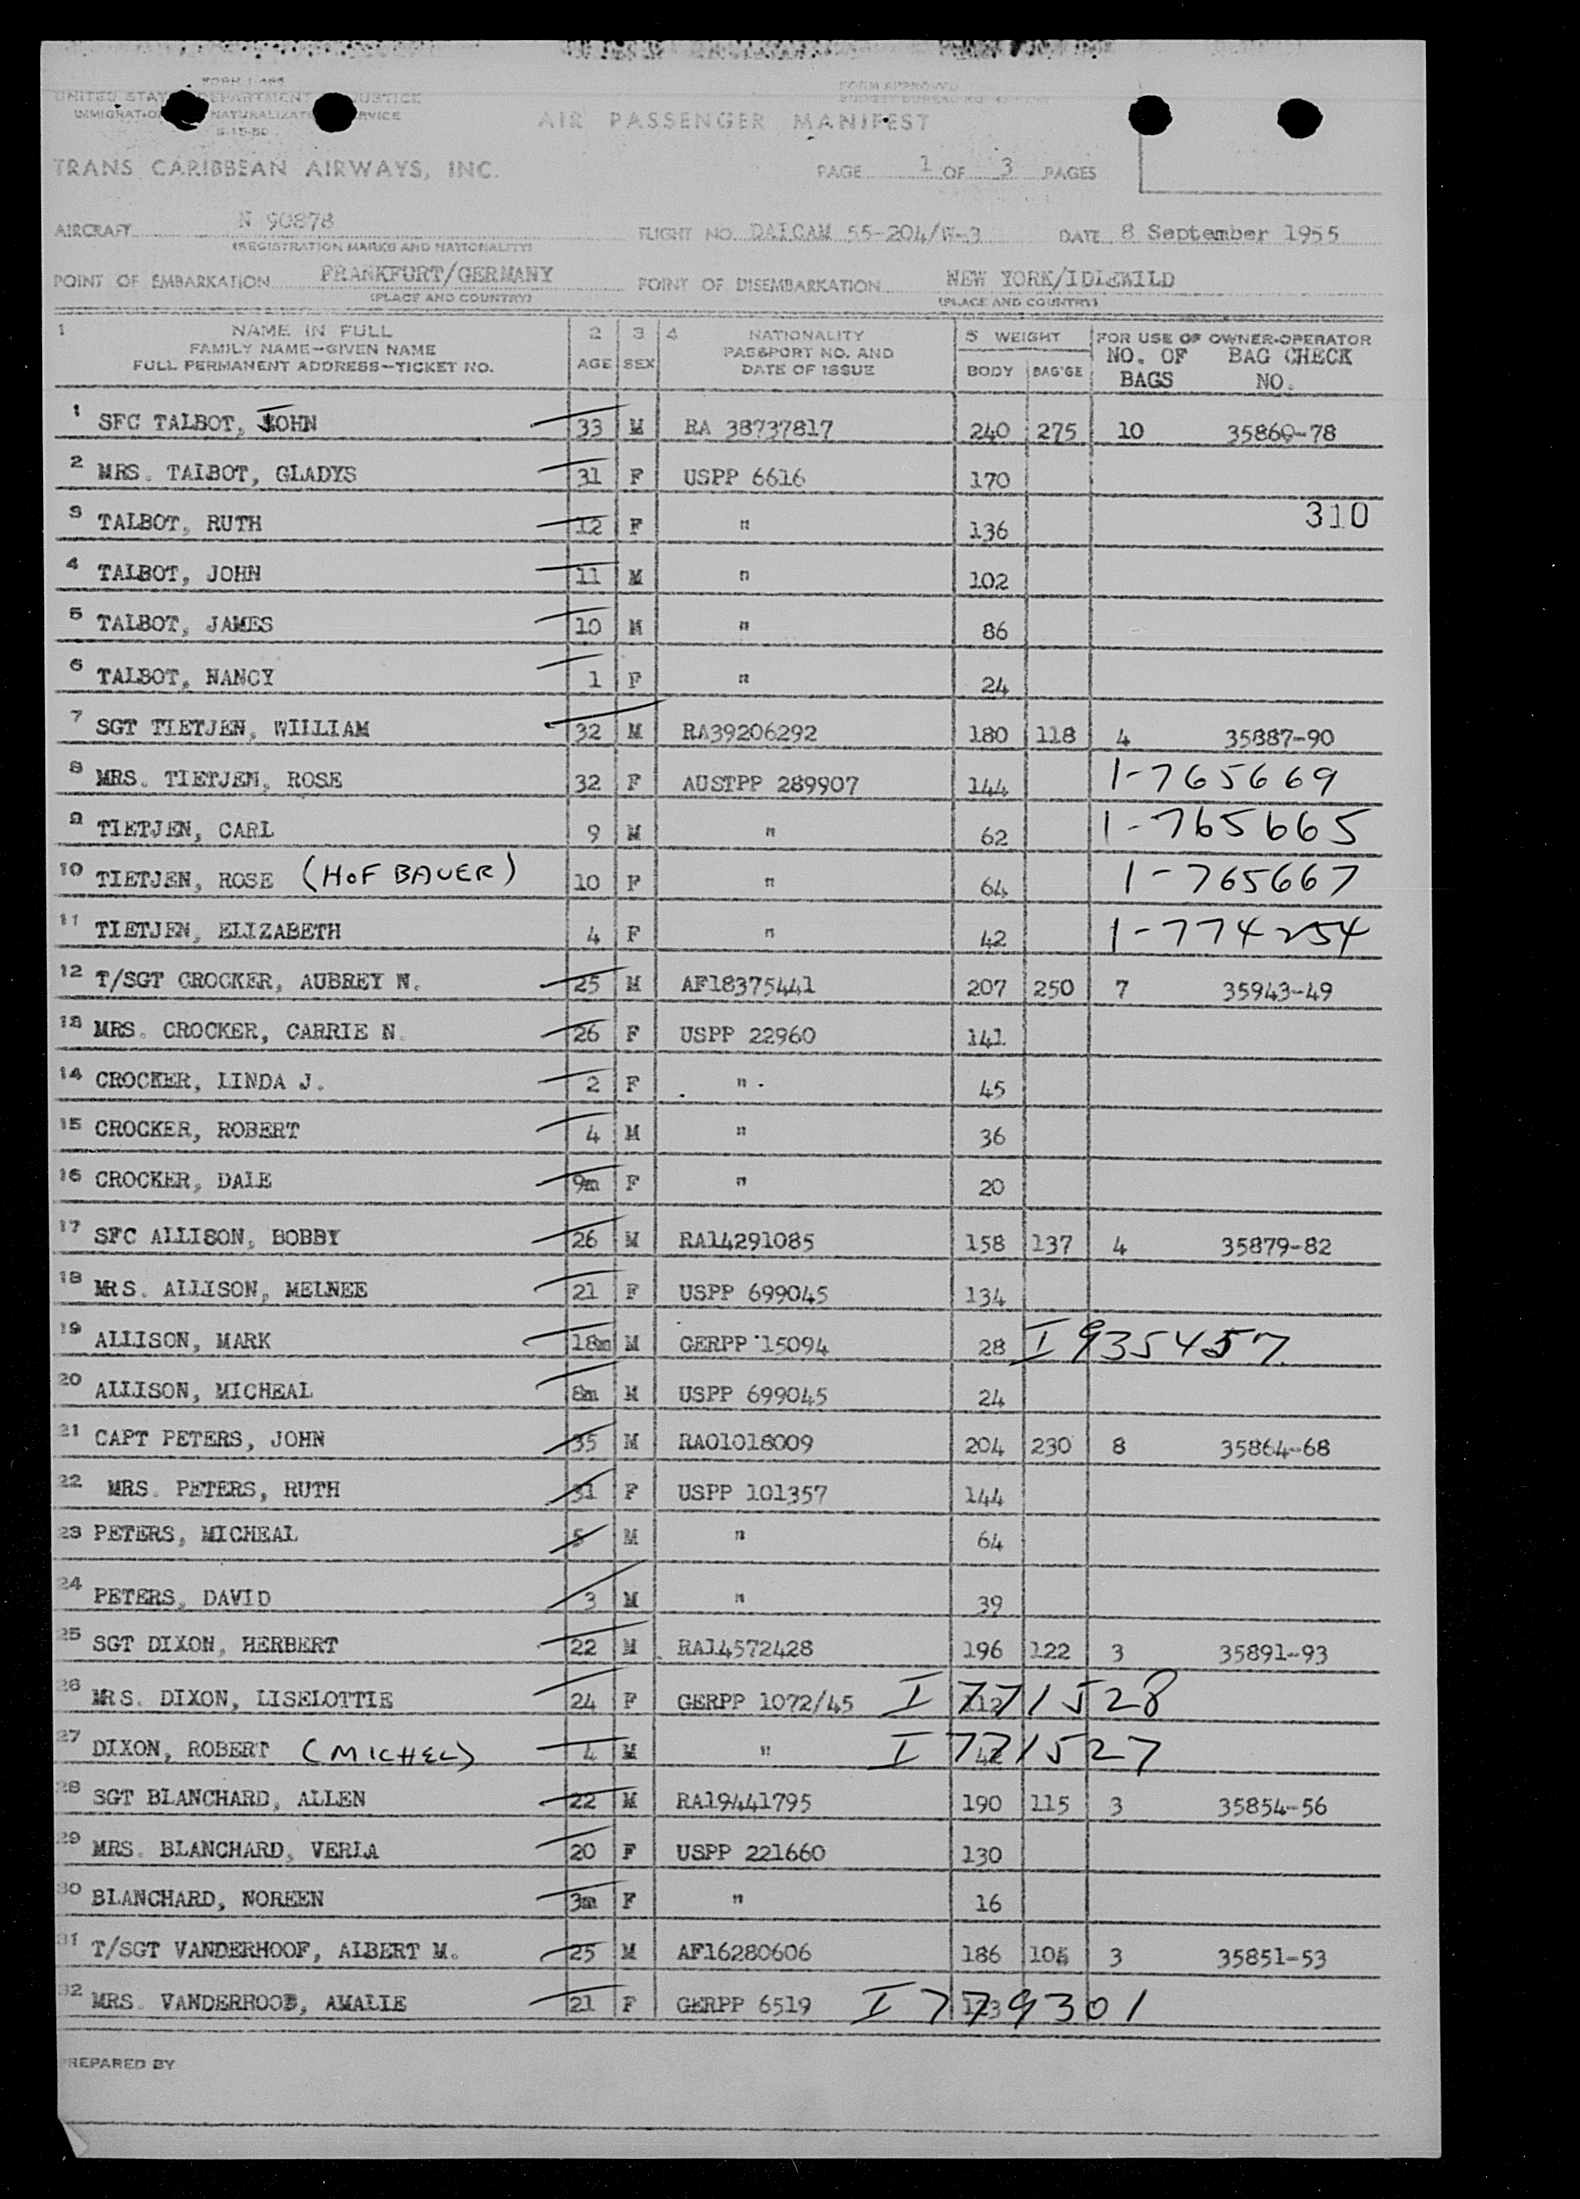 FORM I-466
UNITED STATES DEPARTMENT OF JUSTICE
IMMIGRATION NATURALIZATION SERVICE
FORM APPROVED
BUDGET BUREAU NO.
AIR PASSENGER MANIFEST
TRANS CARIBBEAN AIRWAYS, INC.
PAGE 1 OF 3 PAGES
AIRCRAFT N 90878
(REGISTRATION MARKS AND NATIONALITY)
FLIGHT NO. DAICAM 55-204/W-3
DATE 8 September 1955
POINT OF EMBARKATION FRANKFURT/GERMANY
(PLACE AND COUNTRY)
POINT OF DISEMBARKATION NEW YORK/IDLEWILD
(PLACE AND COUNTRY)
1 NAME IN FULL
FAMILY NAME—GIVEN NAME
FULL PERMANENT ADDRESS—TICKET NO.
2 AGE
3 SEX
4 NATIONALITY
PASSPORT NO. AND
DATE OF ISSUE
5 WEIGHT
BODY BAG'GE
FOR USE OF OWNER-OPERATOR
NO. OF BAGS BAG CHECK NO.
1 SFC TALBOT, JOHN 33 M RA 38737817 240 275 10 35869-78
2 MRS. TALBOT, GLADYS 31 F USPP 6616 170
310
3 TALBOT, RUTH 12 F " 136
4 TALBOT, JOHN 11 M " 102
5 TALBOT, JAMES 10 M " 86
6 TALBOT, NANCY 1 F " 24
7 SGT TIETJEN, WILLIAM 32 M RA39206292 180 118 4 35887-90
8 MRS. TIETJEN, ROSE 32 F AUSTPP 289907 144 1-765669
9 TIETJEN, CARL 9 M " 62 1-765665
10 TIETJEN, ROSE (HOFBAUER) 10 F " 64 1-765667
11 TIETJEN, ELIZABETH 4 F " 42 1-774254
12 T/SGT CROCKER, AUBREY N. 25 M AF18375441 207 250 7 35943-49
13 MRS. CROCKER, CARRIE N. 26 F USPP 22960 141
14 CROCKER, LINDA J. 2 F " 45
15 CROCKER, ROBERT 4 M " 36
16 CROCKER, DALE 9m F " 20
17 SFC ALLISON, BOBBY 26 M RA14291085 158 137 4 35879-82
18 MRS. ALLISON, MELNEE 21 F USPP 699045 134
19 ALLISON, MARK 18m M GERPP 15094 28 I 935457
20 ALLISON, MICHEAL 8m M USPP 699045 24
21 CAPT PETERS, JOHN 35 M RA01018009 204 230 8 35864-68
22 MRS. PETERS, RUTH 31 F USPP 101357 144
23 PETERS, MICHEAL 5 M " 64
24 PETERS, DAVID 3 M " 39
25 SGT DIXON, HERBERT 22 M RA14572428 196 122 3 35891-93
26 MRS. DIXON, LISELOTTIE 24 F GERPP 1072/45 112 I 771528
27 DIXON, ROBERT (MICHEL) 4 M " 42 I 771527
28 SGT BLANCHARD, ALLEN 22 M RA19441795 190 115 3 35854-56
29 MRS. BLANCHARD, VERLA 20 F USPP 221660 130
30 BLANCHARD, NOREEN 3m F " 16
31 T/SGT VANDERHOOF, ALBERT M. 25 M AF16280606 186 3 35851-53
32 MRS. VANDERHOOF, AMALIE 21 F GERPP 6519 123 I 779301
PREPARED BY